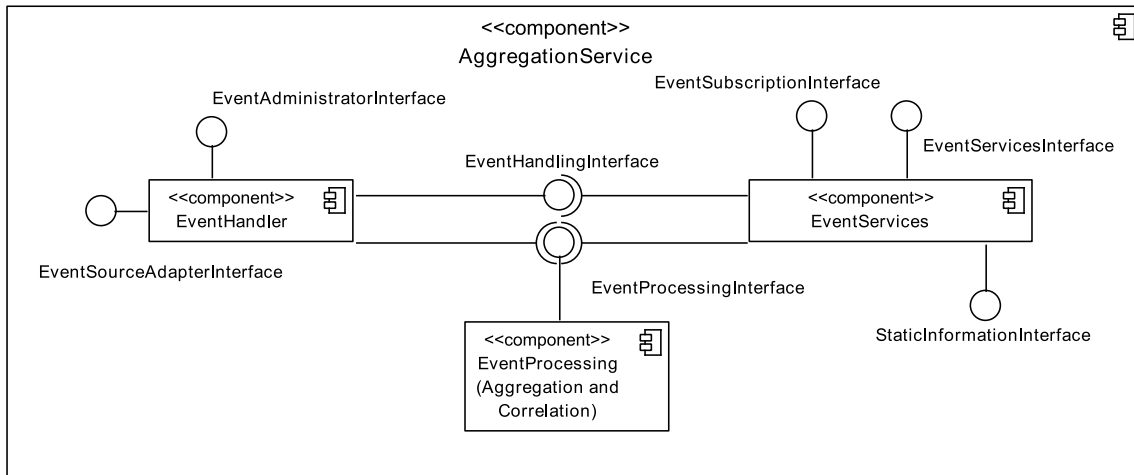 <<component>>
AggregationService
EventAdministratorInterface
EventSubscriptionInterface
EventHandlingInterface
EventServicesInterface
<<component>>
EventHandler
<<component>>
EventServices
EventSourceAdapterInterface
EventProcessingInterface
StaticInformationInterface
<<component>>
EventProcessing
(Aggregation and
Correlation)